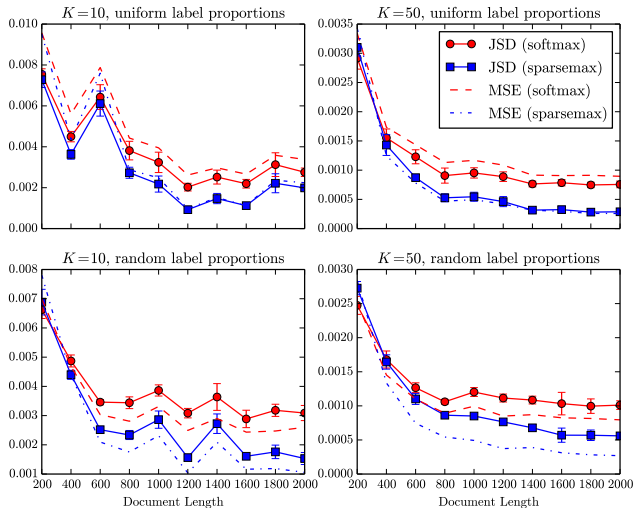 K=10, uniform label proportions
0.010
0.008
0.006
0.004
0.002
0.000
K=50, uniform label proportions
0.0035
0.0030
0.0025
0.0020
0.0015
0.0010
0.0005
0.0000
JSD (softmax)
JSD (sparsemax)
MSE (softmax)
MSE (sparsemax)
K=10, random label proportions
0.008
0.007
0.006
0.005
0.004
0.003
0.002
0.001
200 400 600 800 1000 1200 1400 1600 1800 2000
Document Length
K=50, random label proportions
0.0030
0.0025
0.0020
0.0015
0.0010
0.0005
0.0000
200 400 600 800 1000 1200 1400 1600 1800 2000
Document Length